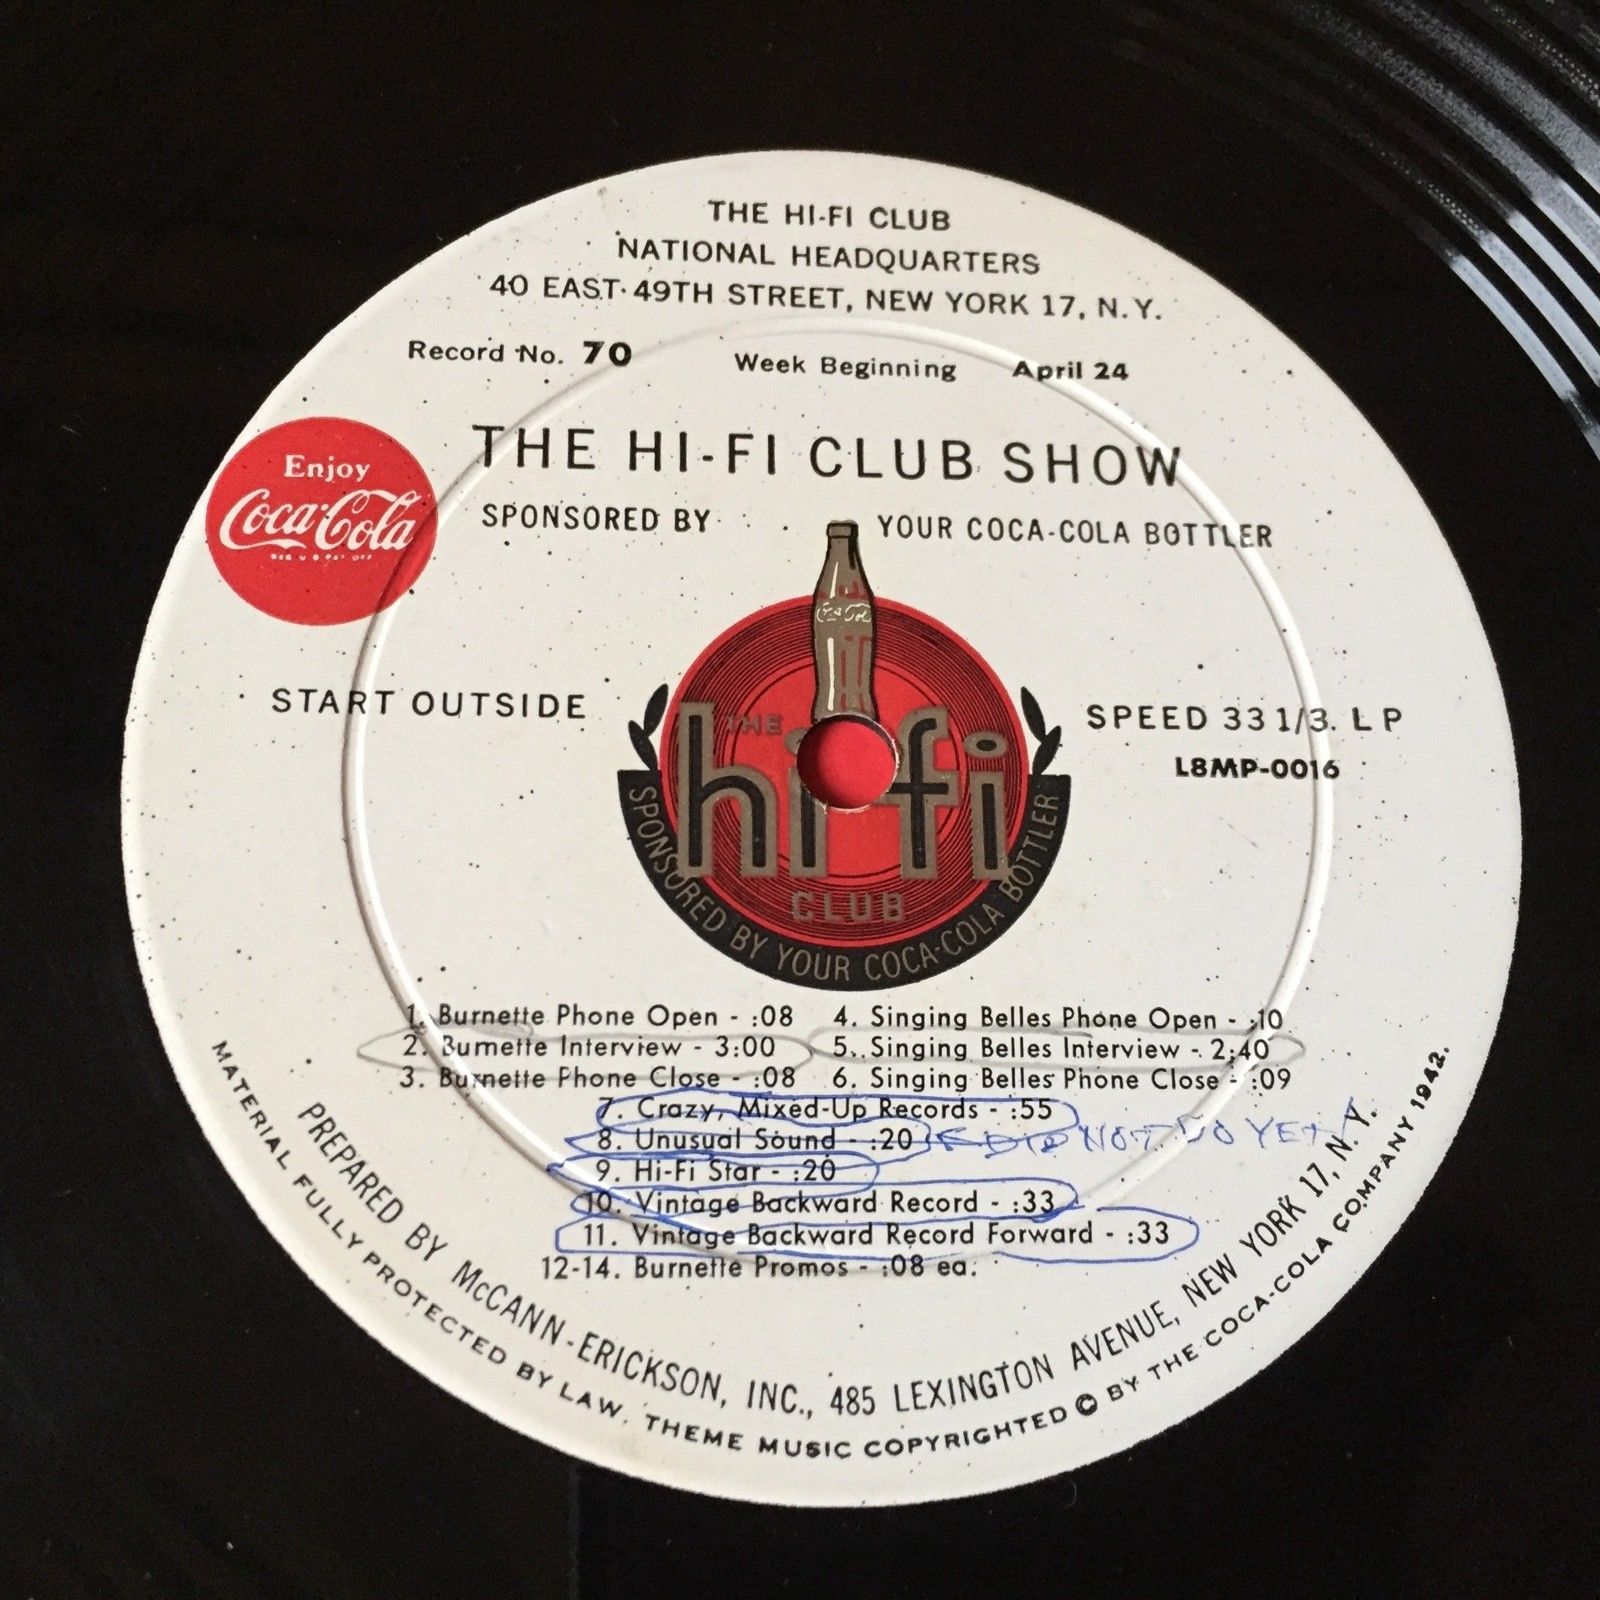 THE HI-FI CLUB
NATIONAL HEADQUARTERS
40 EAST 49TH STREET, NEW YORK 17, N.Y.
Record No. 70 Week Beginning April 24
THE HI-FI CLUB SHOW
Enjoy
Coca-Cola
SPONSORED BY YOUR COCA-COLA BOTTLER
Coca-Cola
START OUTSIDE
SPEED 33 1/3. LP
L8MP-0016
THE
hi fi
CLUB
SPONSORED BY YOUR COCA-COLA BOTTLER
1. Burnette Phone Open - :08
2. Burnette Interview - 3:00
3. Burnette Phone Close - :08
4. Singing Belles Phone Open - :10
5. Singing Belles Interview - 2:40
6. Singing Belles Phone Close - :09
7. Crazy, Mixed-Up Records - :55
8. Unusual Sound - :20 DID NOT DO YET
9. Hi-Fi Star - :20
10. Vintage Backward Record - :33
11. Vintage Backward Record Forward - :33
12-14. Burnette Promos - :08 ea.
PREPARED BY McCANN-ERICKSON, INC., 485 LEXINGTON AVENUE, NEW YORK 17, N.Y.
MATERIAL FULLY PROTECTED BY LAW. THEME MUSIC COPYRIGHTED © BY THE COCA-COLA COMPANY 1942.